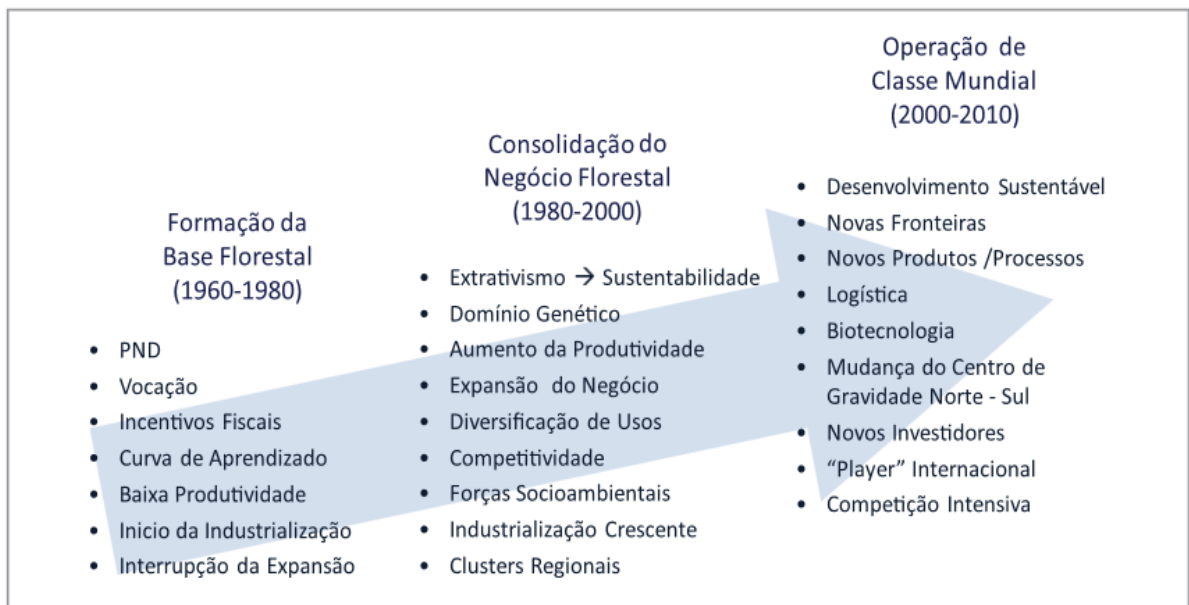 Formação da
Base Florestal
(1960-1980)
• PND
• Vocação
• Incentivos Fiscais
• Curva de Aprendizado
• Baixa Produtividade
• Inicio da Industrialização
• Interrupção da Expansão
Consolidação do
Negócio Florestal
(1980-2000)
• Extrativismo → Sustentabilidade
• Domínio Genético
• Aumento da Produtividade
• Expansão do Negócio
• Diversificação de Usos
• Competitividade
• Forças Socioambientais
• Industrialização Crescente
• Clusters Regionais
Operação de
Classe Mundial
(2000-2010)
• Desenvolvimento Sustentável
• Novas Fronteiras
• Novos Produtos /Processos
• Logística
• Biotecnologia
• Mudança do Centro de
Gravidade Norte - Sul
• Novos Investidores
• “Player” Internacional
• Competição Intensiva